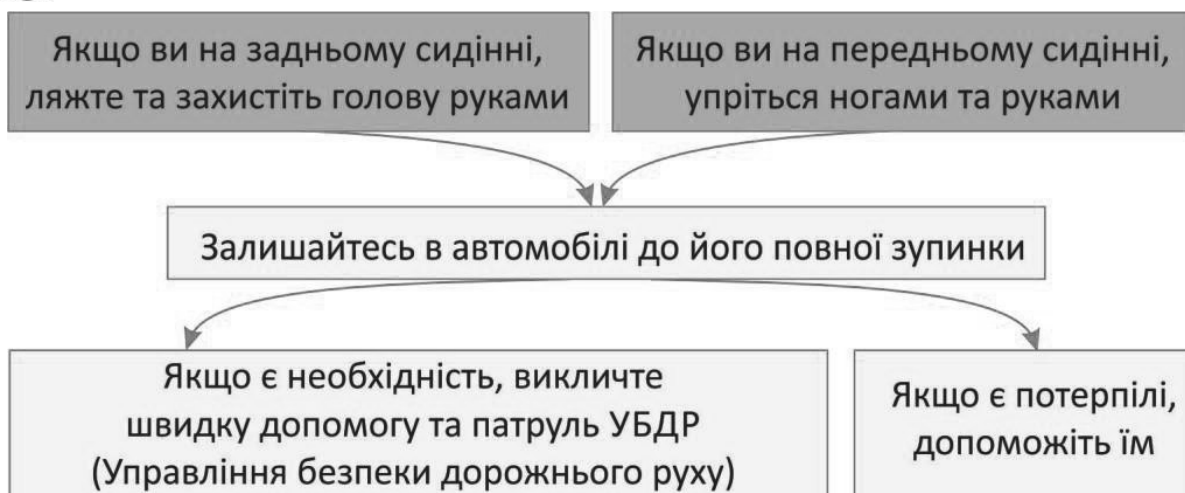 Якщо ви на задньому сидінні,
ляжте та захистіть голову руками
Якщо ви на передньому сидінні,
упріться ногами та руками
Залишайтесь в автомобілі до його повної зупинки
Якщо є необхідність, викличте
швидку допомогу та патруль УБДР
(Управління безпеки дорожнього руху)
Якщо є потерпілі,
допоможіть їм